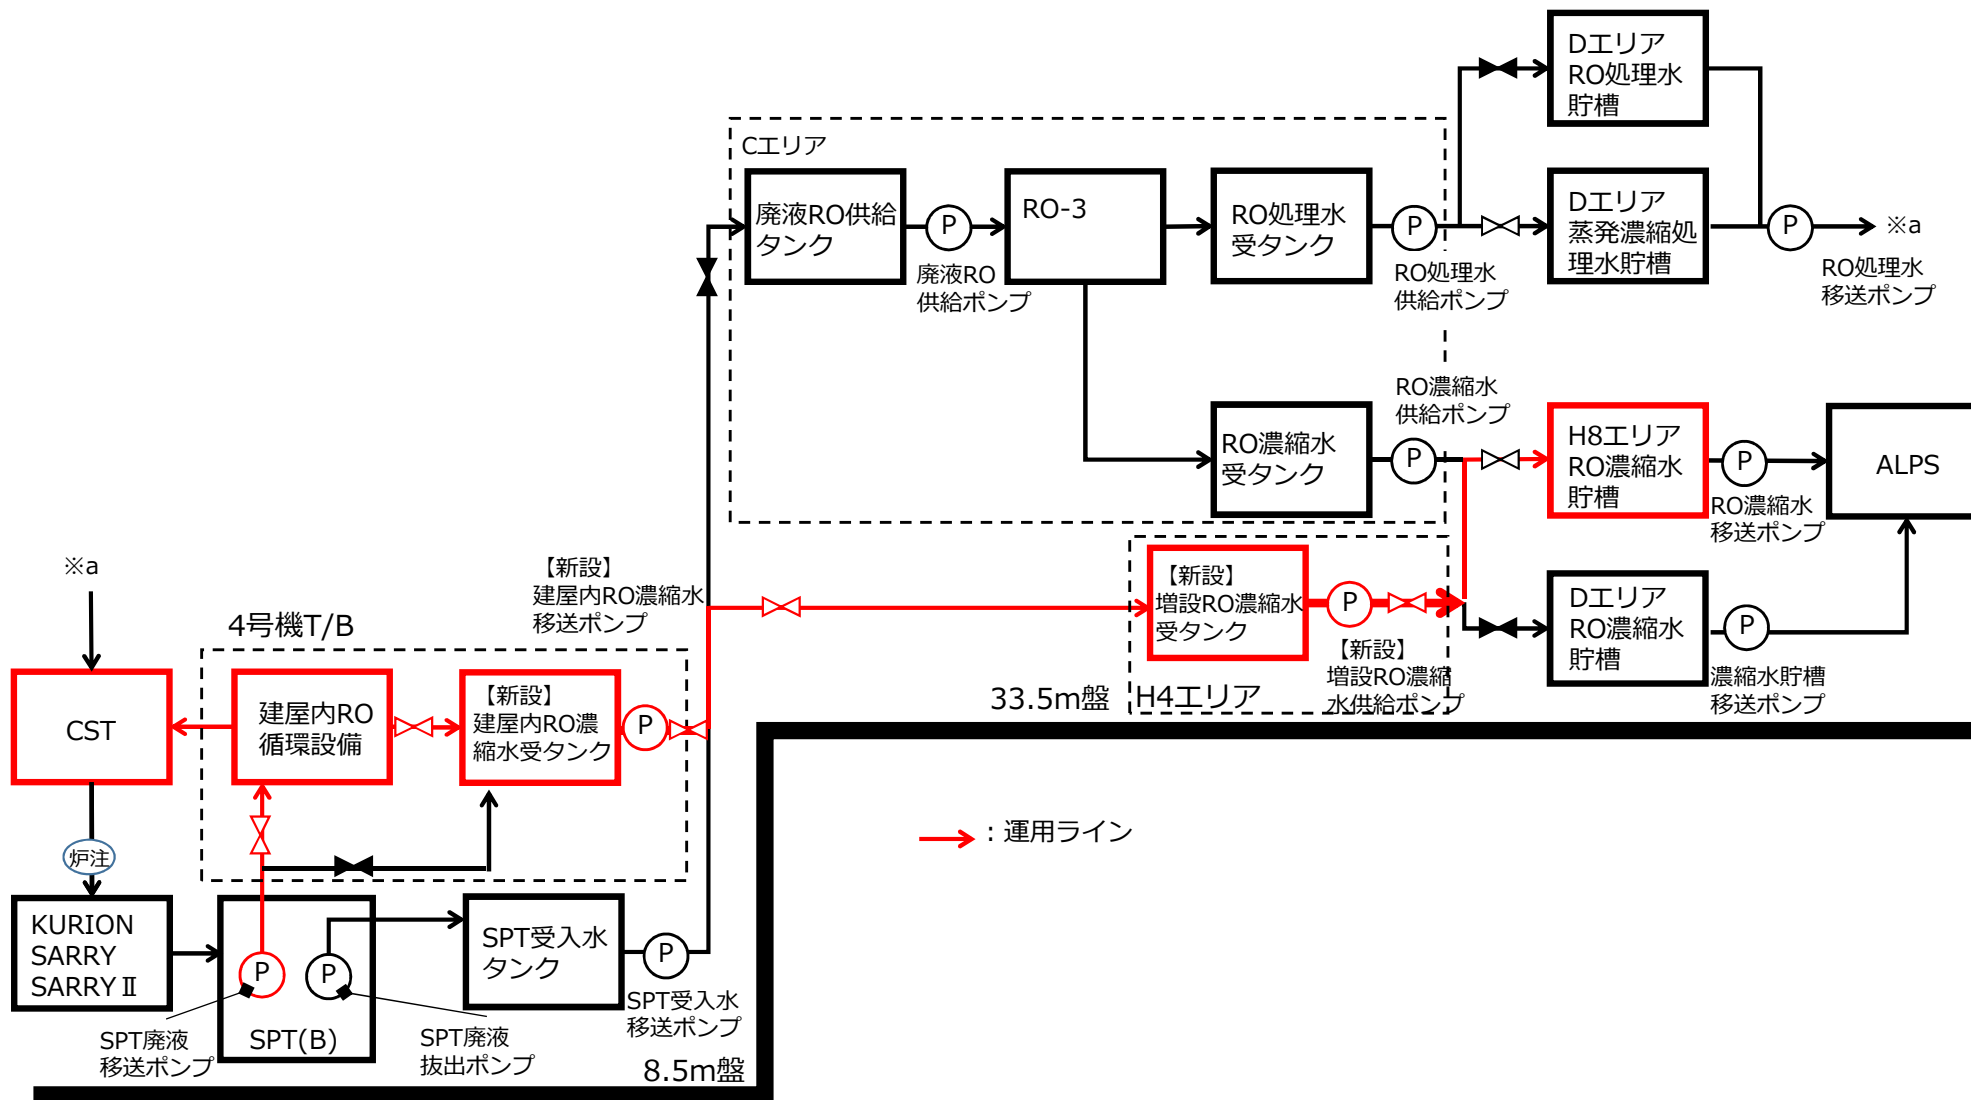 Dエリア
RO処理水
貯槽
Cエリア
廃液RO供給
タンク
P
廃液RO
供給ポンプ
RO-3
RO処理水
受タンク
P
RO処理水
供給ポンプ
Dエリア
蒸発濃縮処
理水貯槽
P
※a
RO処理水
移送ポンプ
RO濃縮水
受タンク
P
RO濃縮水
供給ポンプ
H8エリア
RO濃縮水
貯槽
P
RO濃縮水
移送ポンプ
ALPS
※a
【新設】
建屋内RO濃縮水
移送ポンプ
【新設】
増設RO濃縮水
受タンク
P
【新設】
増設RO濃縮
水供給ポンプ
H4エリア
33.5m盤
Dエリア
RO濃縮水
貯槽
P
濃縮水貯槽
移送ポンプ
4号機T/B
CST
建屋内RO
循環設備
【新設】
建屋内RO濃
縮水受タンク
P
炉注
：運用ライン
KURION
SARRY
SARRYⅡ
P
P
SPT(B)
SPT廃液
移送ポンプ
SPT廃液
抜出ポンプ
SPT受入水
タンク
P
SPT受入水
移送ポンプ
8.5m盤